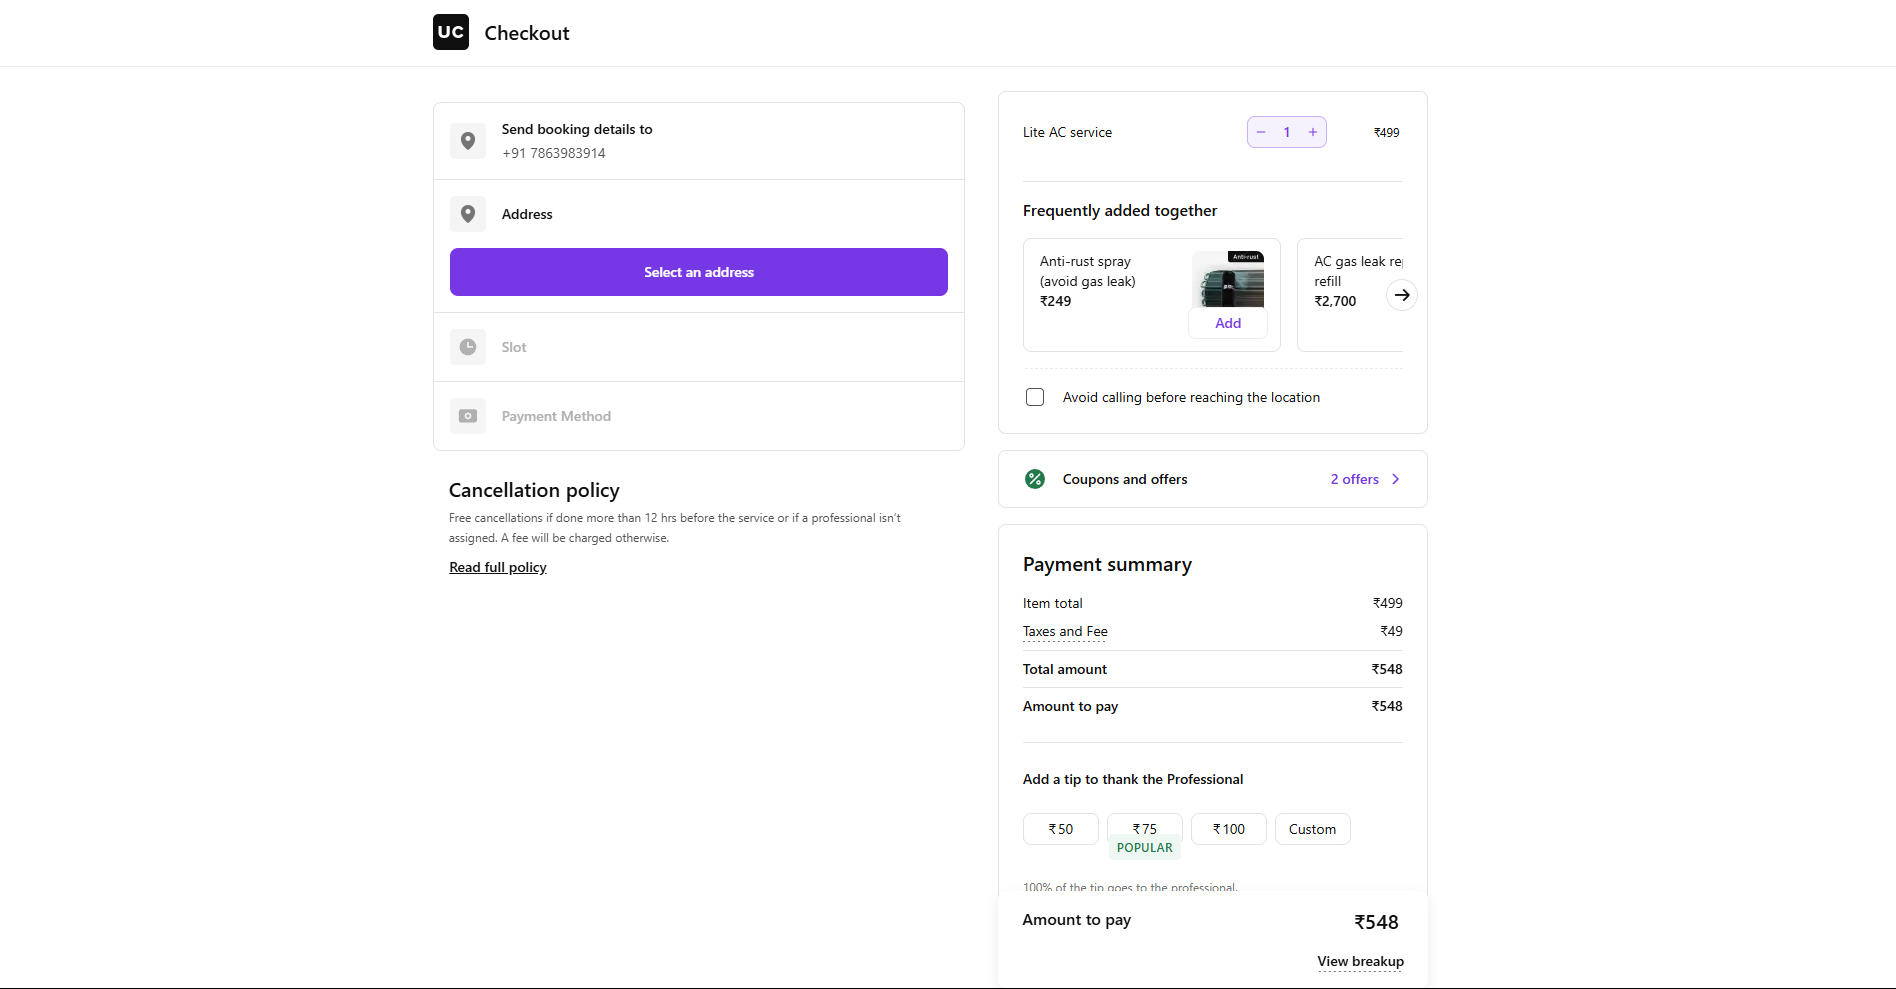 UC
Checkout
Send booking details to
+91 7863983914
Address
Select an address
Slot
Payment Method
Cancellation policy
Free cancellations if done more than 12 hrs before the service or if a professional isn't
assigned. A fee will be charged otherwise.
Read full policy
Lite AC service
− 1 +
₹499
Frequently added together
Anti-rust spray
(avoid gas leak)
₹249
Anti-rust
Add
AC gas leak
refill
₹2,700
Avoid calling before reaching the location
Coupons and offers
2 offers
Payment summary
Item total ₹499
Taxes and Fee ₹49
Total amount ₹548
Amount to pay ₹548
Add a tip to thank the Professional
₹50 ₹75 ₹100 Custom
POPULAR
100% of the tip goes to the professional.
Amount to pay ₹548
View breakup